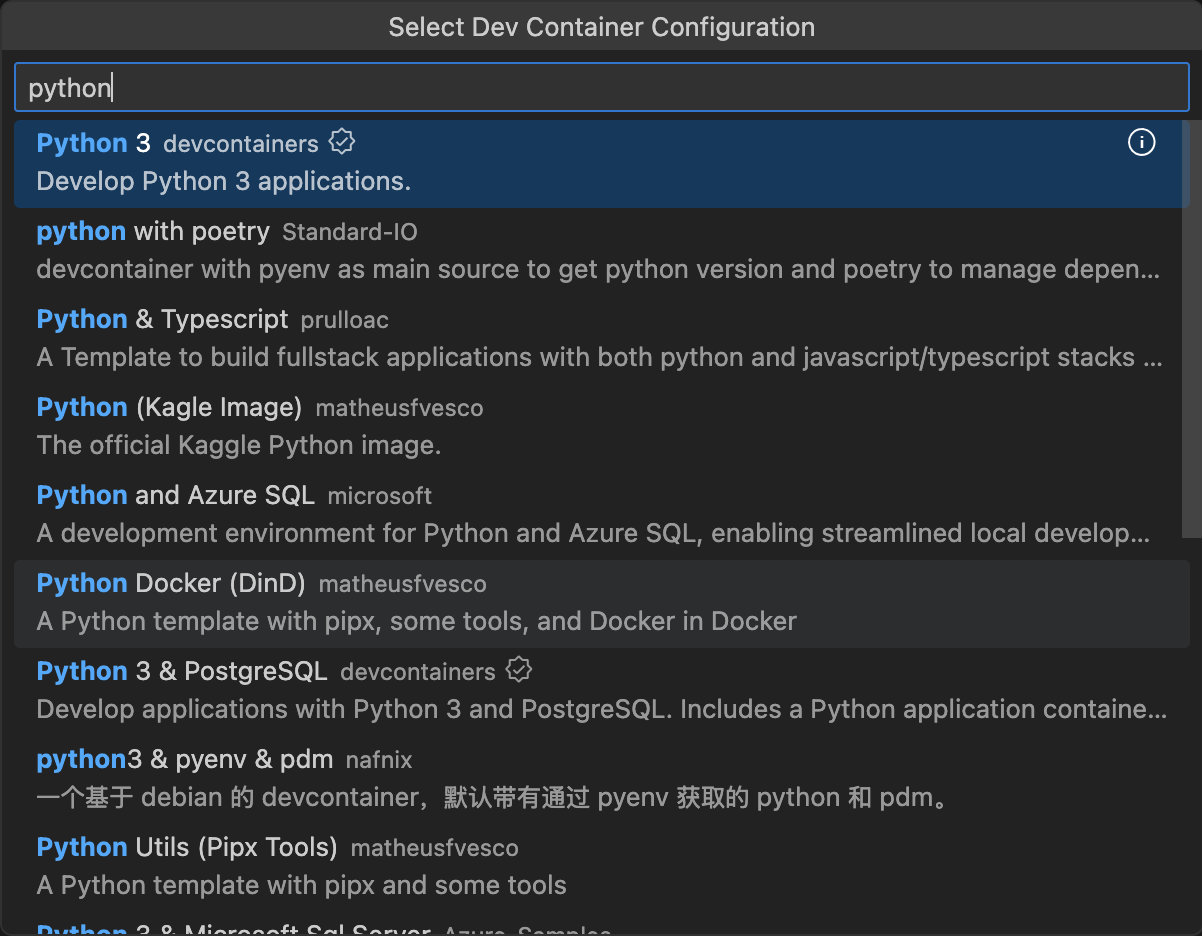 Select Dev Container Configuration
python
Python 3 devcontainers
Develop Python 3 applications.
python with poetry Standard-IO
devcontainer with pyenv as main source to get python version and poetry to manage depen...
Python & Typescript prulloac
A Template to build fullstack applications with both python and javascript/typescript stacks ...
Python (Kagle Image) matheusfvesco
The official Kaggle Python image.
Python and Azure SQL microsoft
A development environment for Python and Azure SQL, enabling streamlined local develop...
Python Docker (DinD) matheusfvesco
A Python template with pipx, some tools, and Docker in Docker
Python 3 & PostgreSQL devcontainers
Develop applications with Python 3 and PostgreSQL. Includes a Python application containe...
python3 & pyenv & pdm nafnix
一个基于 debian 的 devcontainer，默认带有通过 pyenv 获取的 python 和 pdm。
Python Utils (Pipx Tools) matheusfvesco
A Python template with pipx and some tools
Python 3 & Microsoft Sql Server Azure-Samples